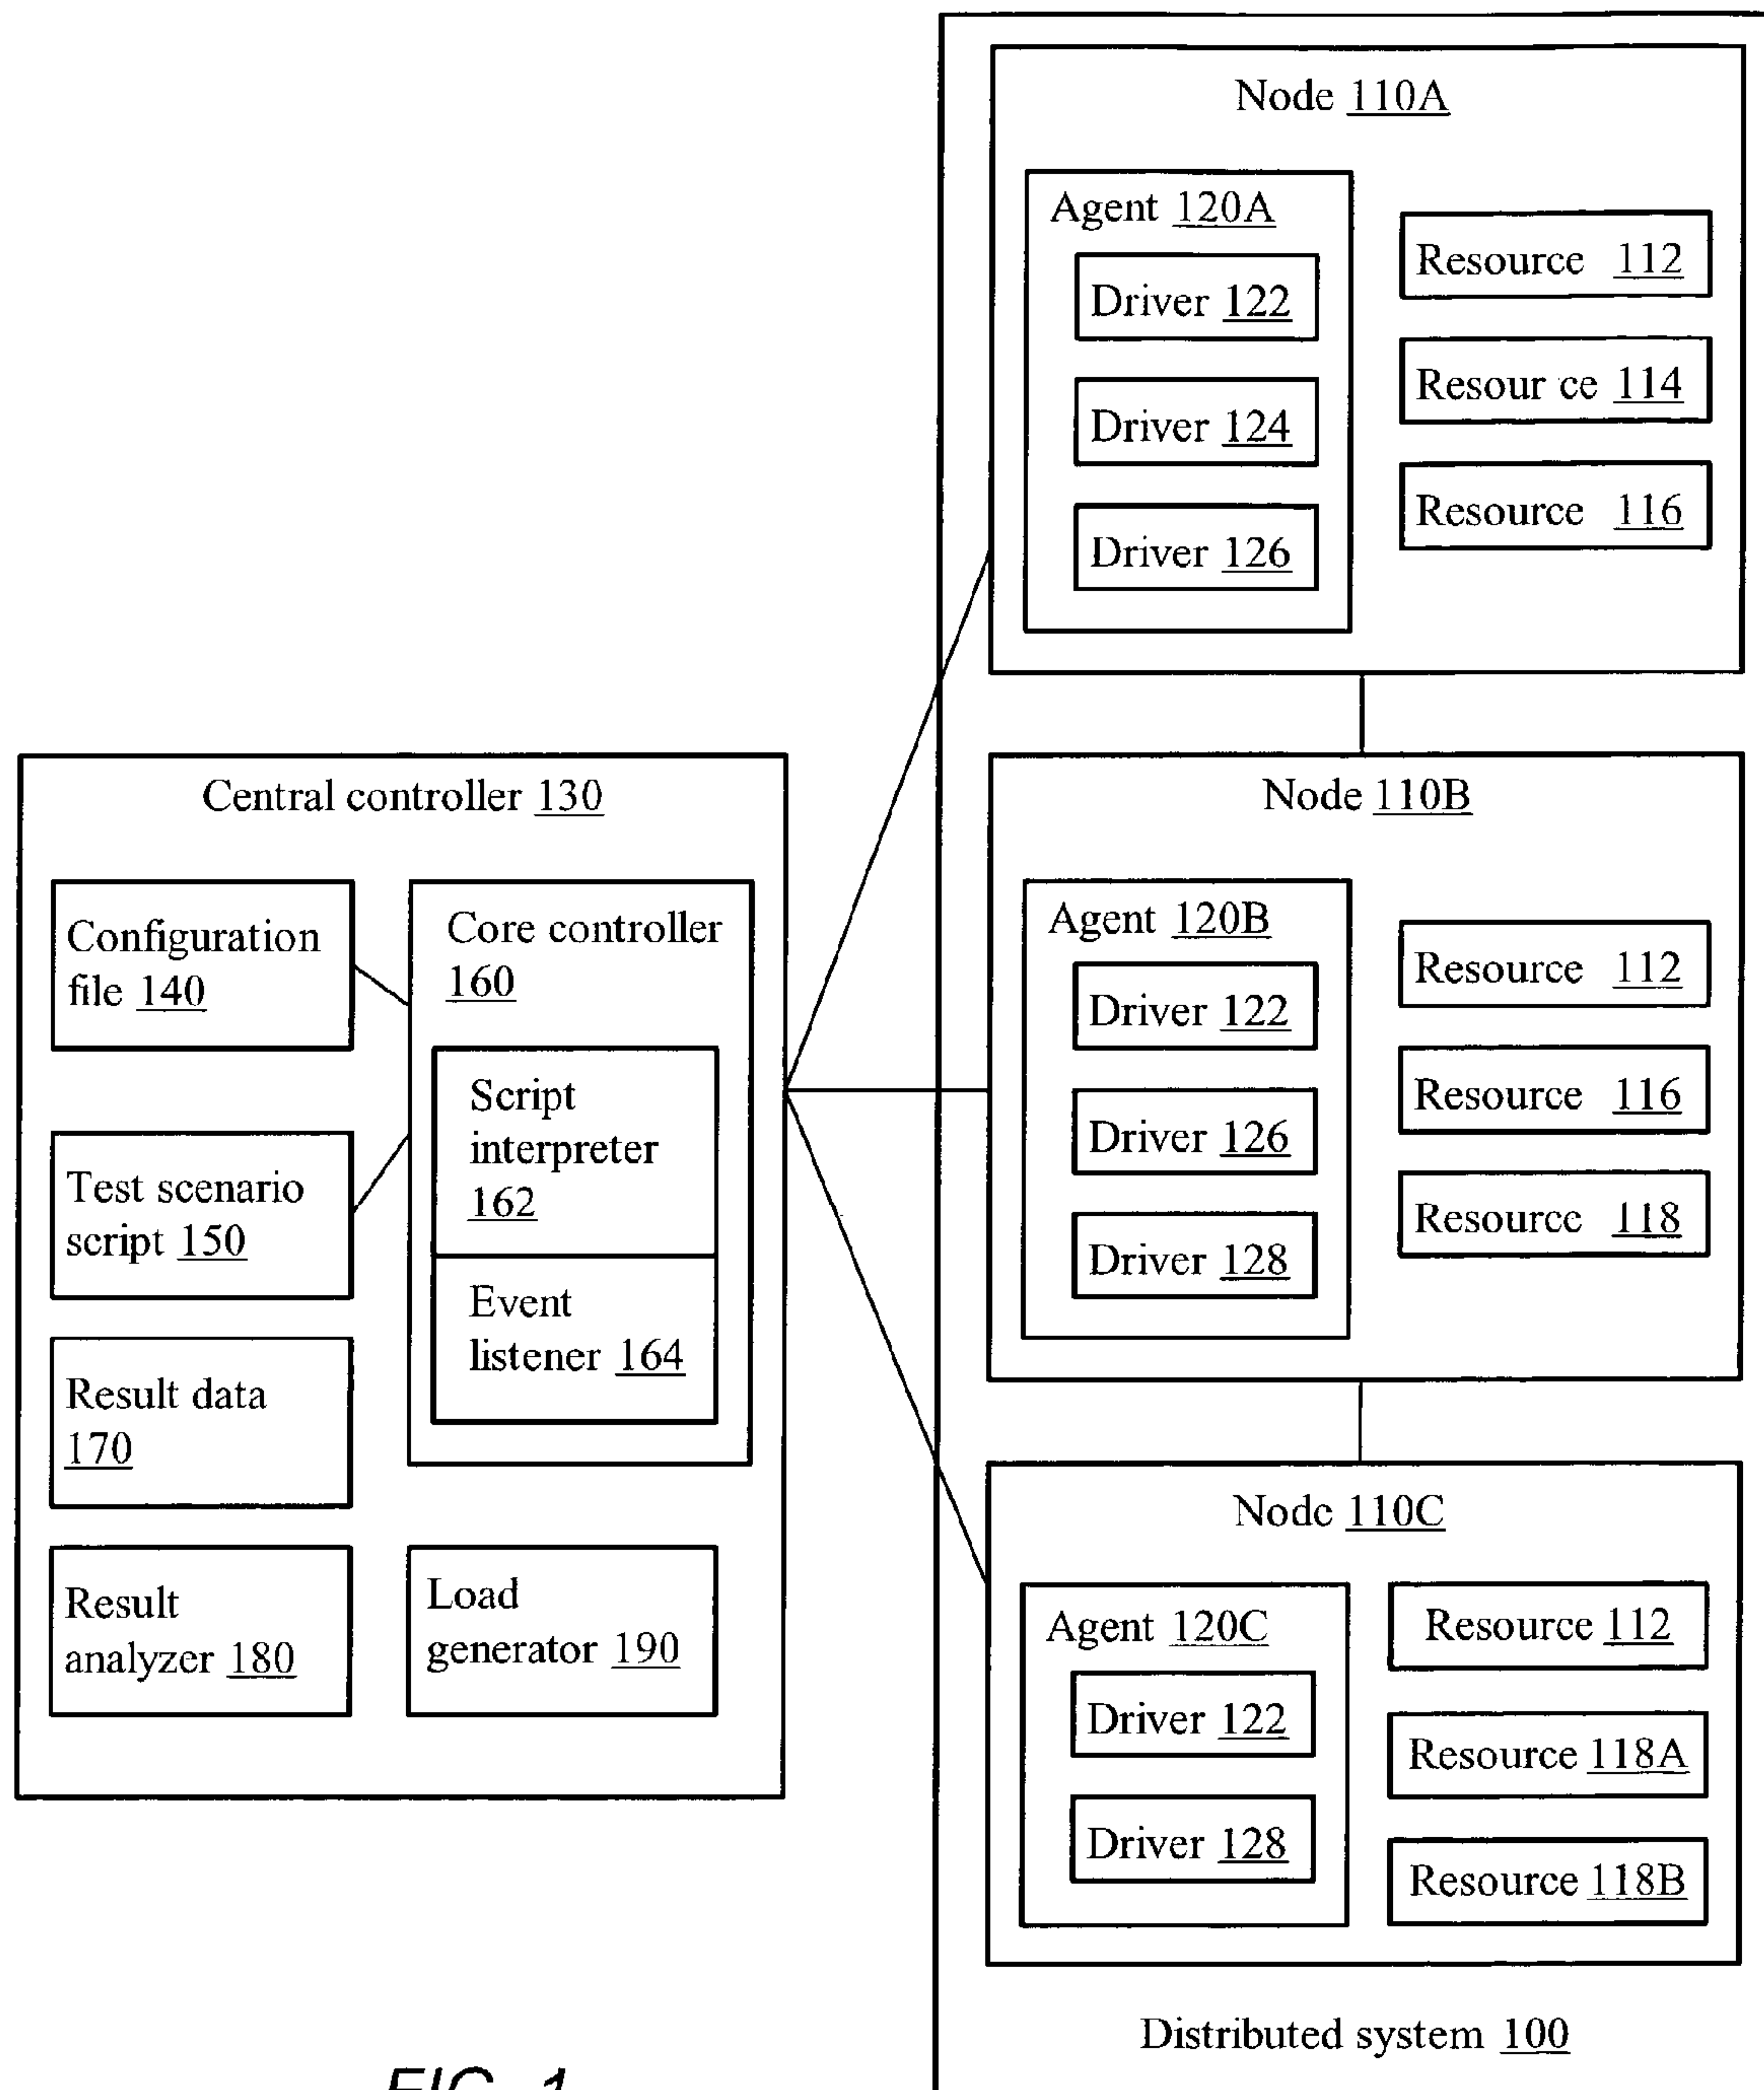 Node 110A
Agent 120A
Driver 122
Driver 124
Driver 126
Resource 112
Resour ce 114
Resource 116
Central controller 130
Configuration
file 140
Test scenario
script 150
Result data
170
Result
analyzer 180
Core controller
160
Script
interpreter
162
Event
listener 164
Load
generator 190
Node 110B
Agent 120B
Driver 122
Driver 126
Driver 128
Resource 112
Resource 116
Resource 118
Node 110C
Agent 120C
Driver 122
Driver 128
Resource 112
Resource 118A
Resource 118B
Distributed system 100
FIG. 1